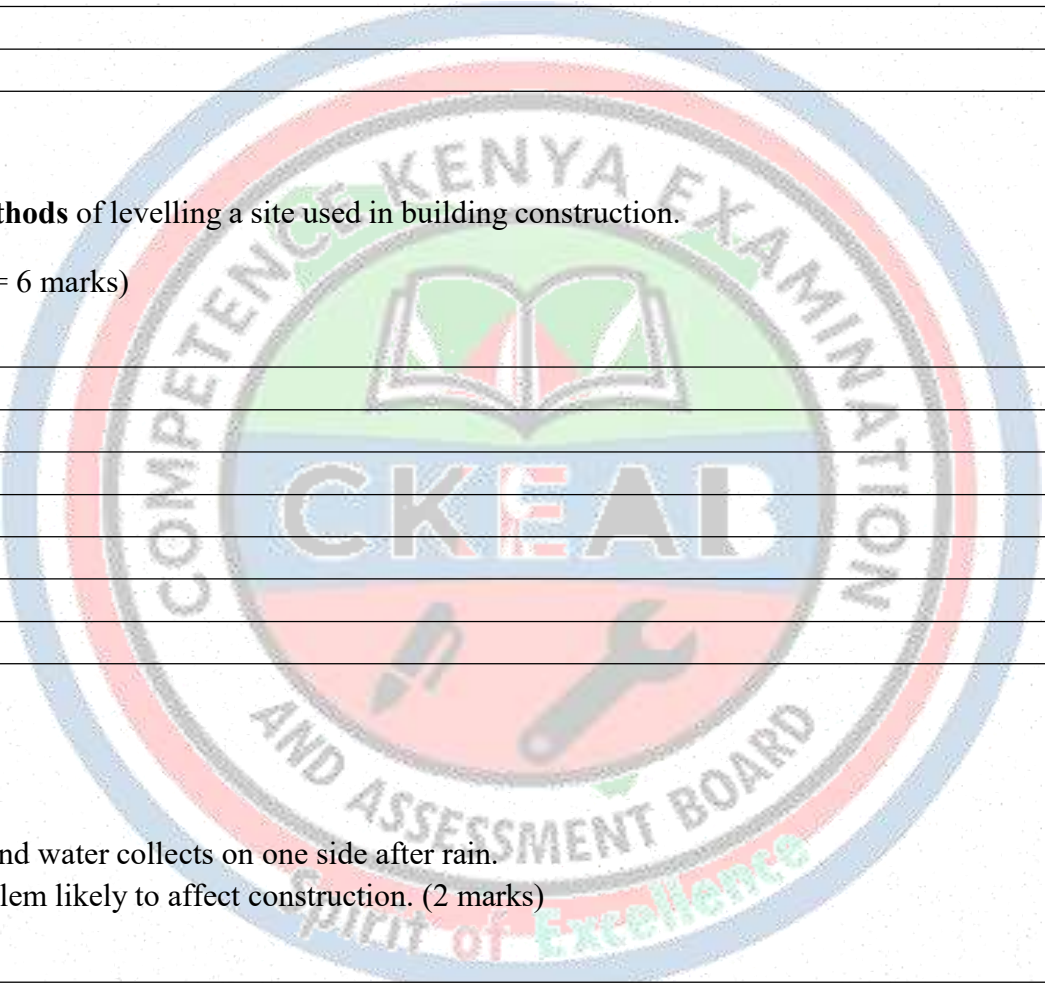 COMPETENCE KENYA EXAMINATION
thods of levelling a site used in building construction.
= 6 marks)
CKEAB
AND ASSESSMENT BOARD
nd water collects on one side after rain.
lem likely to affect construction. (2 marks)
Spirit of Excellence